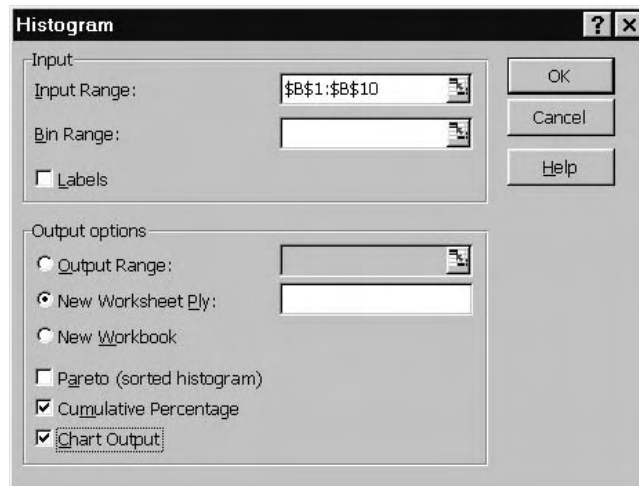 Histogram
Input
Input Range:
$B$1:$B$10
Bin Range:
Labels
OK
Cancel
Help
Output options
Output Range:
New Worksheet Ply:
New Workbook
Pareto (sorted histogram)
Cumulative Percentage
Chart Output